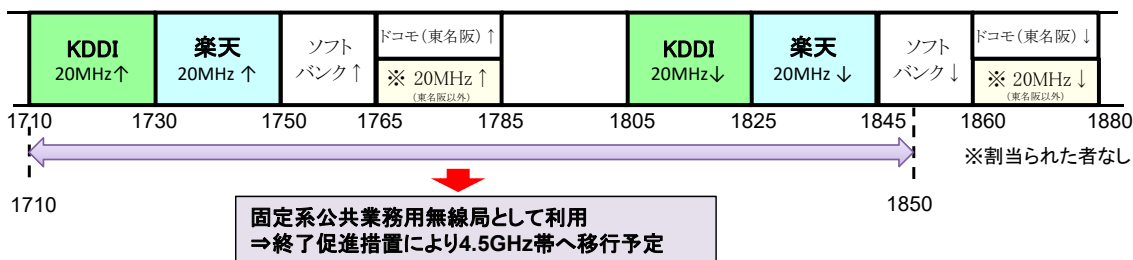 KDDI
20MHz↑
楽天
20MHz ↑
ソフト
バンク↑
ドコモ(東名阪)↑
※ 20MHz ↑
(東名阪以外)
KDDI
20MHz↓
楽天
20MHz ↓
ソフト
バンク↓
ドコモ(東名阪)↓
※ 20MHz ↓
(東名阪以外)
1710 1730 1750 1765 1785 1805 1825 1845 1860 1880
※割当られた者なし
1710 1850
固定系公共業務用無線局として利用
⇒終了促進措置により4.5GHz帯へ移行予定